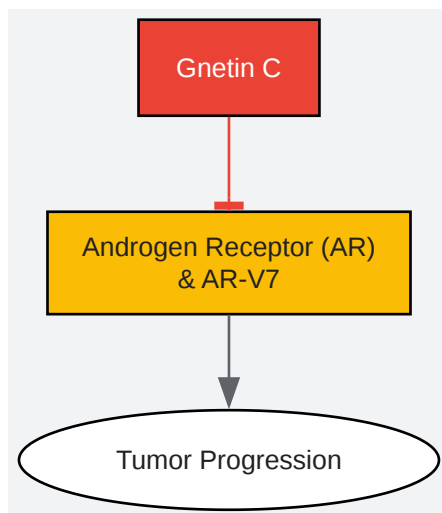 Gnetin C
Androgen Receptor (AR)
& AR-V7
Tumor Progression